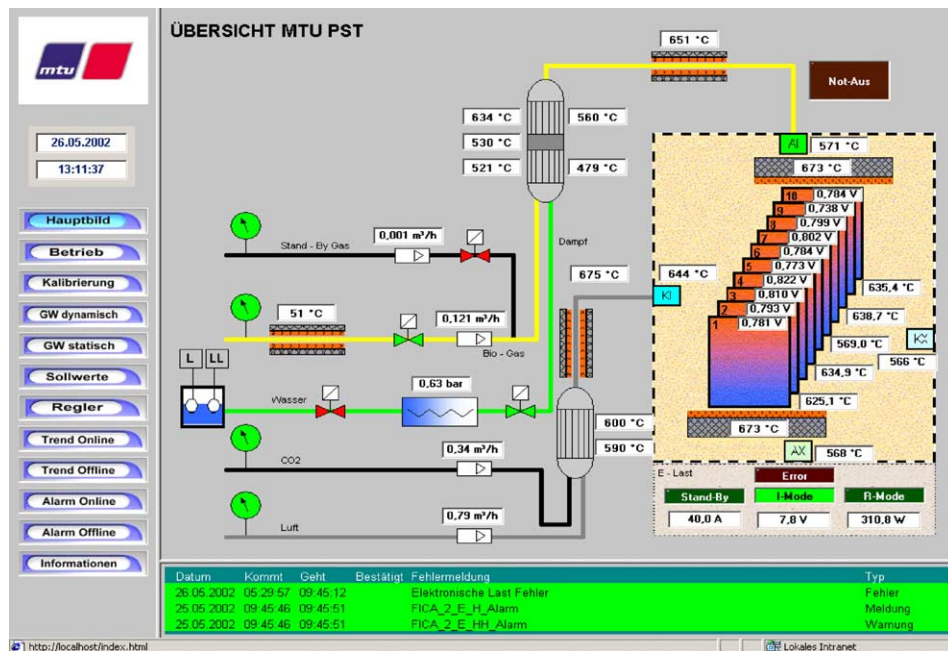 ÜBERSICHT MTU PST
mtu
26.05.2002
13:11:37
Hauptbild
Betrieb
Kalibrierung
GW dynamisch
GW statisch
Sollwerte
Regler
Trend Online
Trend Offline
Alarm Online
Alarm Offline
Informationen
651 °C
Not-Aus
634 °C
560 °C
530 °C
521 °C
479 °C
AI
571 °C
673 °C
Stand - By Gas
0,001 m³/h
Dampf
675 °C
644 °C
KI
51 °C
0,121 m³/h
Bio - Gas
L
LL
Wasser
0,63 bar
600 °C
590 °C
CO2
0,34 m³/h
Luft
0,79 m³/h
10 0,784 V
9 0,738 V
8 0,799 V
7 0,802 V
6 0,784 V
5 0,773 V
4 0,822 V
3 0,810 V
2 0,793 V
1 0,781 V
635,4 °C
638,7 °C
KX
569,0 °C
566 °C
634,9 °C
625,1 °C
673 °C
AX
568 °C
E - Last
Error
Stand-By
I-Mode
R-Mode
40,0 A
7,8 V
310,8 W
Datum Kommt Geht Bestätigt Fehlermeldung Typ
26.05.2002 05:29:57 09:45:12 Elektronische Last Fehler Fehler
25.05.2002 09:45:46 09:45:51 FICA_2_E_H_Alarm Meldung
25.05.2002 09:45:46 09:45:51 FICA_2_E_HH_Alarm Warnung
http://localhost/index.html
Lokales Intranet